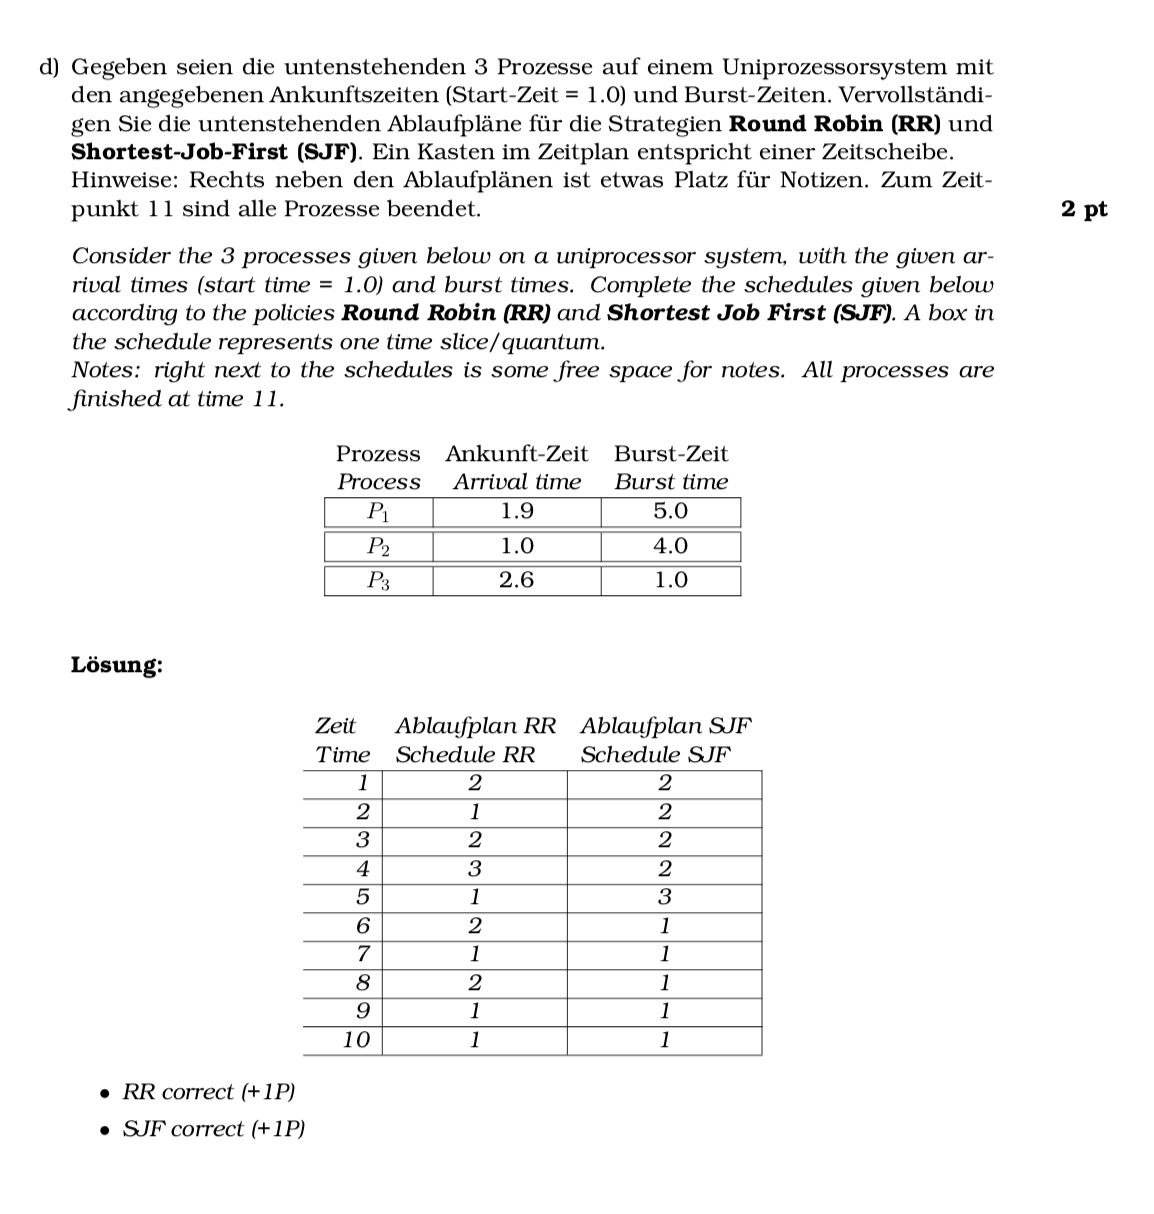 d) Gegeben seien die untenstehenden 3 Prozesse auf einem Uniprozessorsystem mit
den angegebenen Ankunftszeiten (Start-Zeit = 1.0) und Burst-Zeiten. Vervollständi-
gen Sie die untenstehenden Ablaufpläne für die Strategien Round Robin (RR) und
Shortest-Job-First (SJF). Ein Kasten im Zeitplan entspricht einer Zeitscheibe.
Hinweise: Rechts neben den Ablaufplänen ist etwas Platz für Notizen. Zum Zeit-
punkt 11 sind alle Prozesse beendet. 2 pt
Consider the 3 processes given below on a uniprocessor system, with the given ar-
rival times (start time = 1.0) and burst times. Complete the schedules given below
according to the policies Round Robin (RR) and Shortest Job First (SJF). A box in
the schedule represents one time slice/quantum.
Notes: right next to the schedules is some free space for notes. All processes are
finished at time 11.
Prozess Ankunft-Zeit Burst-Zeit
Process Arrival time Burst time
P1 1.9 5.0
P2 1.0 4.0
P3 2.6 1.0
Lösung:
Zeit Ablaufplan RR Ablaufplan SJF
Time Schedule RR Schedule SJF
1 2 2
2 1 2
3 2 2
4 3 2
5 1 3
6 2 1
7 1 1
8 2 1
9 1 1
10 1 1
• RR correct (+1P)
• SJF correct (+1P)